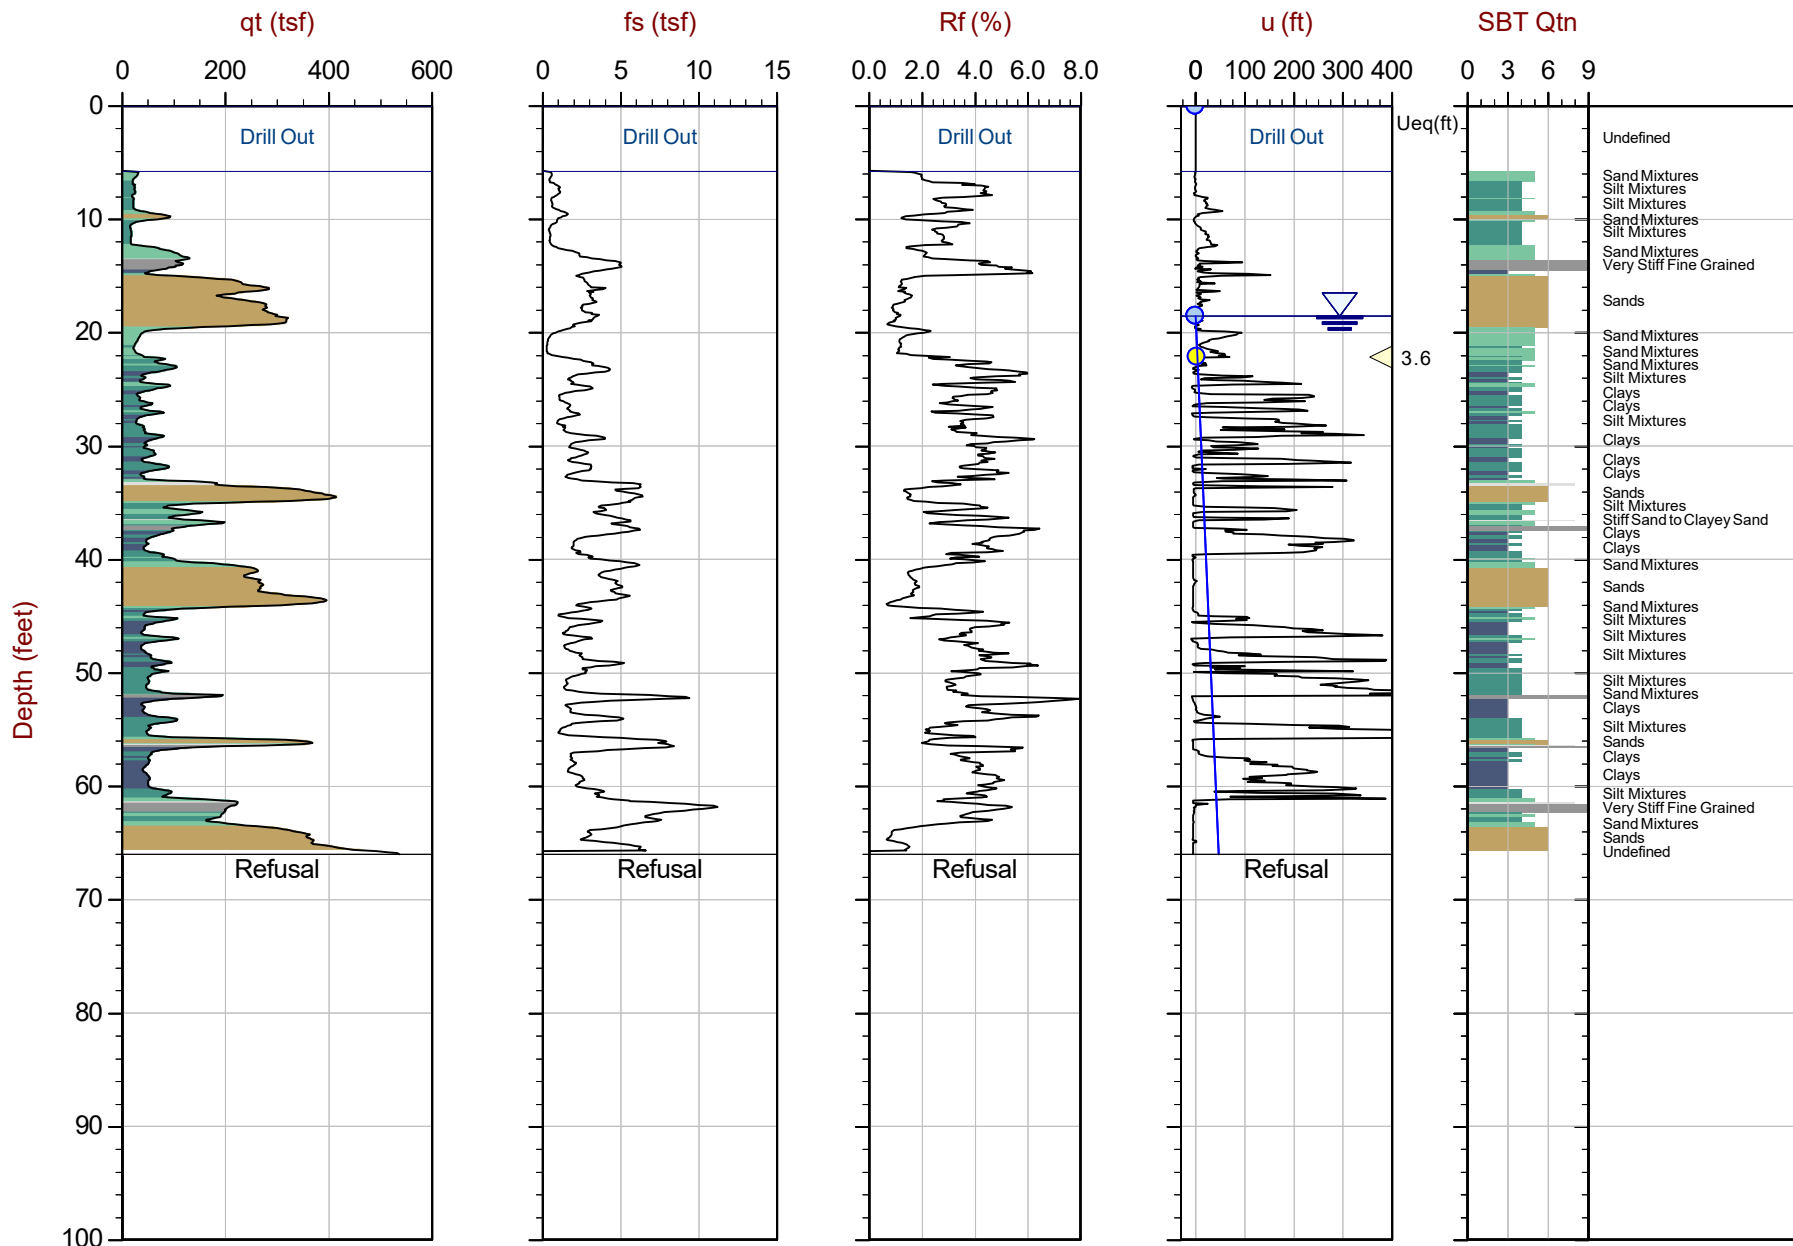 qt (tsf) fs (tsf) Rf (%) u (ft) SBT Qtn
0 200 400 600 0 5 10 15 0.0 2.0 4.0 6.0 8.0 0 100 200 300 400 0 3 6 9
0
Ueq(ft)
Drill Out Drill Out Drill Out Drill Out Undefined
Sand Mixtures
Silt Mixtures
Silt Mixtures
10 Sand Mixtures
Silt Mixtures
Sand Mixtures
Very Stiff Fine Grained
Sands
20 Sand Mixtures
Sand Mixtures
3.6
Sand Mixtures
Silt Mixtures
Clays
Clays
Silt Mixtures
30 Clays
Clays
Clays
Sands
Silt Mixtures
Stiff Sand to Clayey Sand
Clays
Clays
40 Sand Mixtures
Sands
Sand Mixtures
Silt Mixtures
Silt Mixtures
Silt Mixtures
50 Silt Mixtures
Sand Mixtures
Clays
Silt Mixtures
Sands
Clays
Clays
60 Silt Mixtures
Very Stiff Fine Grained
Sand Mixtures
Sands
Undefined
Refusal Refusal Refusal Refusal
70
80
90
100
Depth (feet)